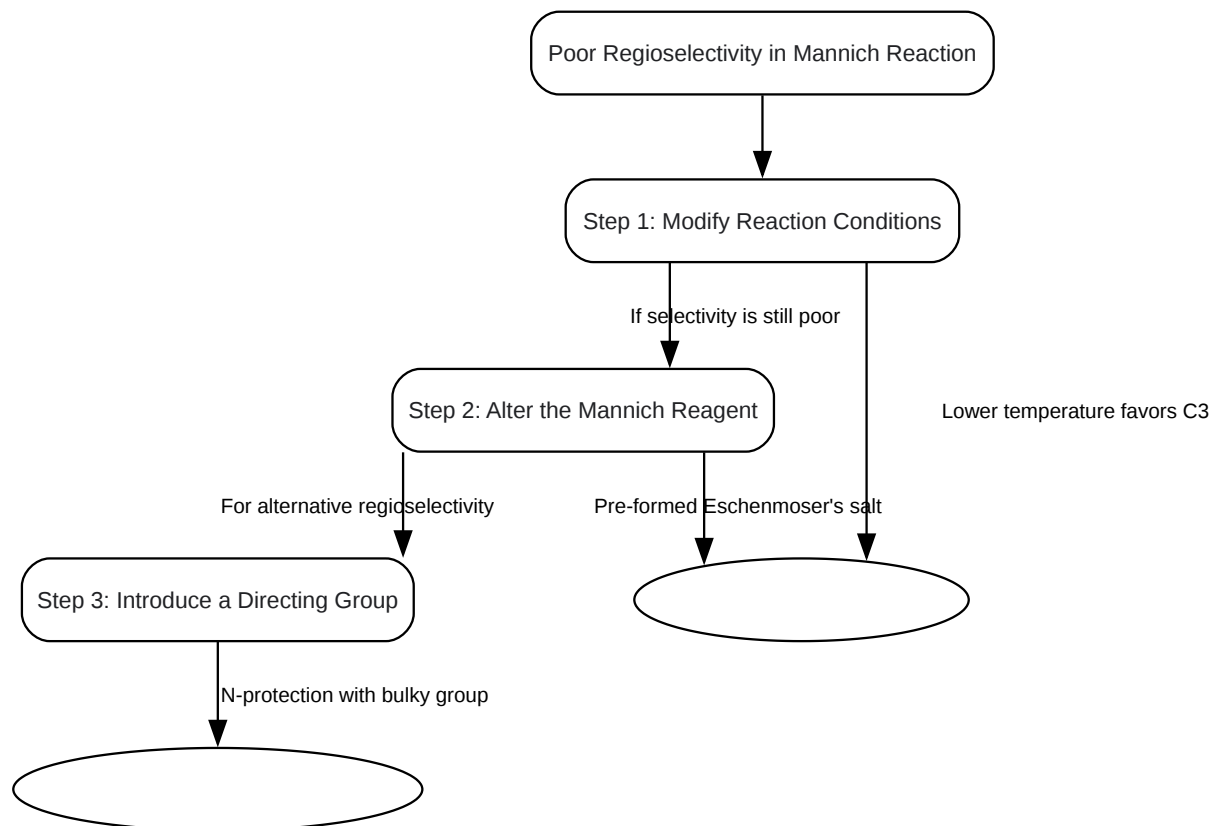 Poor Regioselectivity in Mannich Reaction
Step 1: Modify Reaction Conditions
If selectivity is still poor
Step 2: Alter the Mannich Reagent
Lower temperature favors C3
For alternative regioselectivity
Pre-formed Eschenmoser's salt
Step 3: Introduce a Directing Group
N-protection with bulky group